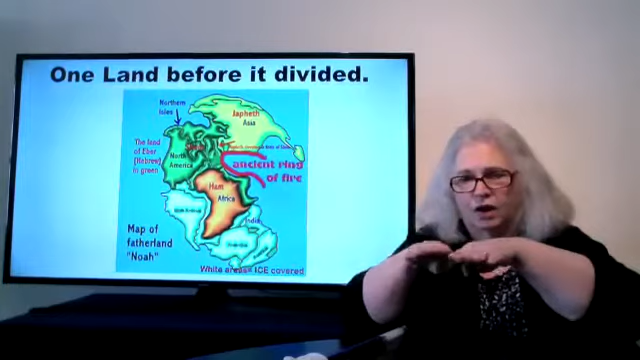 One Land before it divided.
Northern
Isles
Japheth
Asia
The land
of Eber
[Hebrew]
in green
North
America
ancient ring
of fire
Ham
Africa
India
Map of
fatherland
"Noah"
White areas= ICE covered